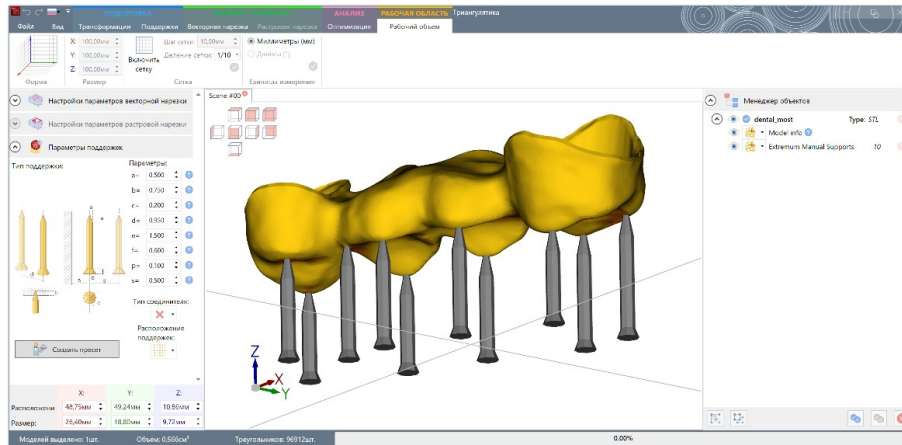 ПОДГОТОВКА
АНАЛИЗ
РАБОЧАЯ ОБЛАСТЬ
Триангулятика
Файл Вид Трансформация Поддержки Векторная нарезка Растровая нарезка Оптимизация Рабочий объем
X: 100,00мм
Шаг сетки: 10,00мм
Миллиметры (мм)
Y: 100,00мм
Включить сетку
Деление сетки: 1/10
Дюймы (")
Z: 100,00мм
Форма Размер Сетка Единицы измерения
Настройки параметров векторной нарезки
Настройки параметров растровой нарезки
Параметры поддержек
Тип поддержки:
Параметры:
a= 0,500
b= 0,750
c= 0,200
d= 0,950
e= 1,500
f= 0,600
p= 0,100
s= 0,500
Тип соединителя:
Расположение
поддержек:
Создать пресет
X: Y: Z:
Расположени 48,75мм 49,24мм 10,86мм
Размер: 26,40мм 18,80мм 9,72мм
Scene #00
Z
X
Y
Менеджер объектов
dental_most Type: STL
Model info
Extremum Manual Supports 10
Моделей выделено: 1шт. Объем: 0,566см³ Треугольников: 96912шт. 0.00%